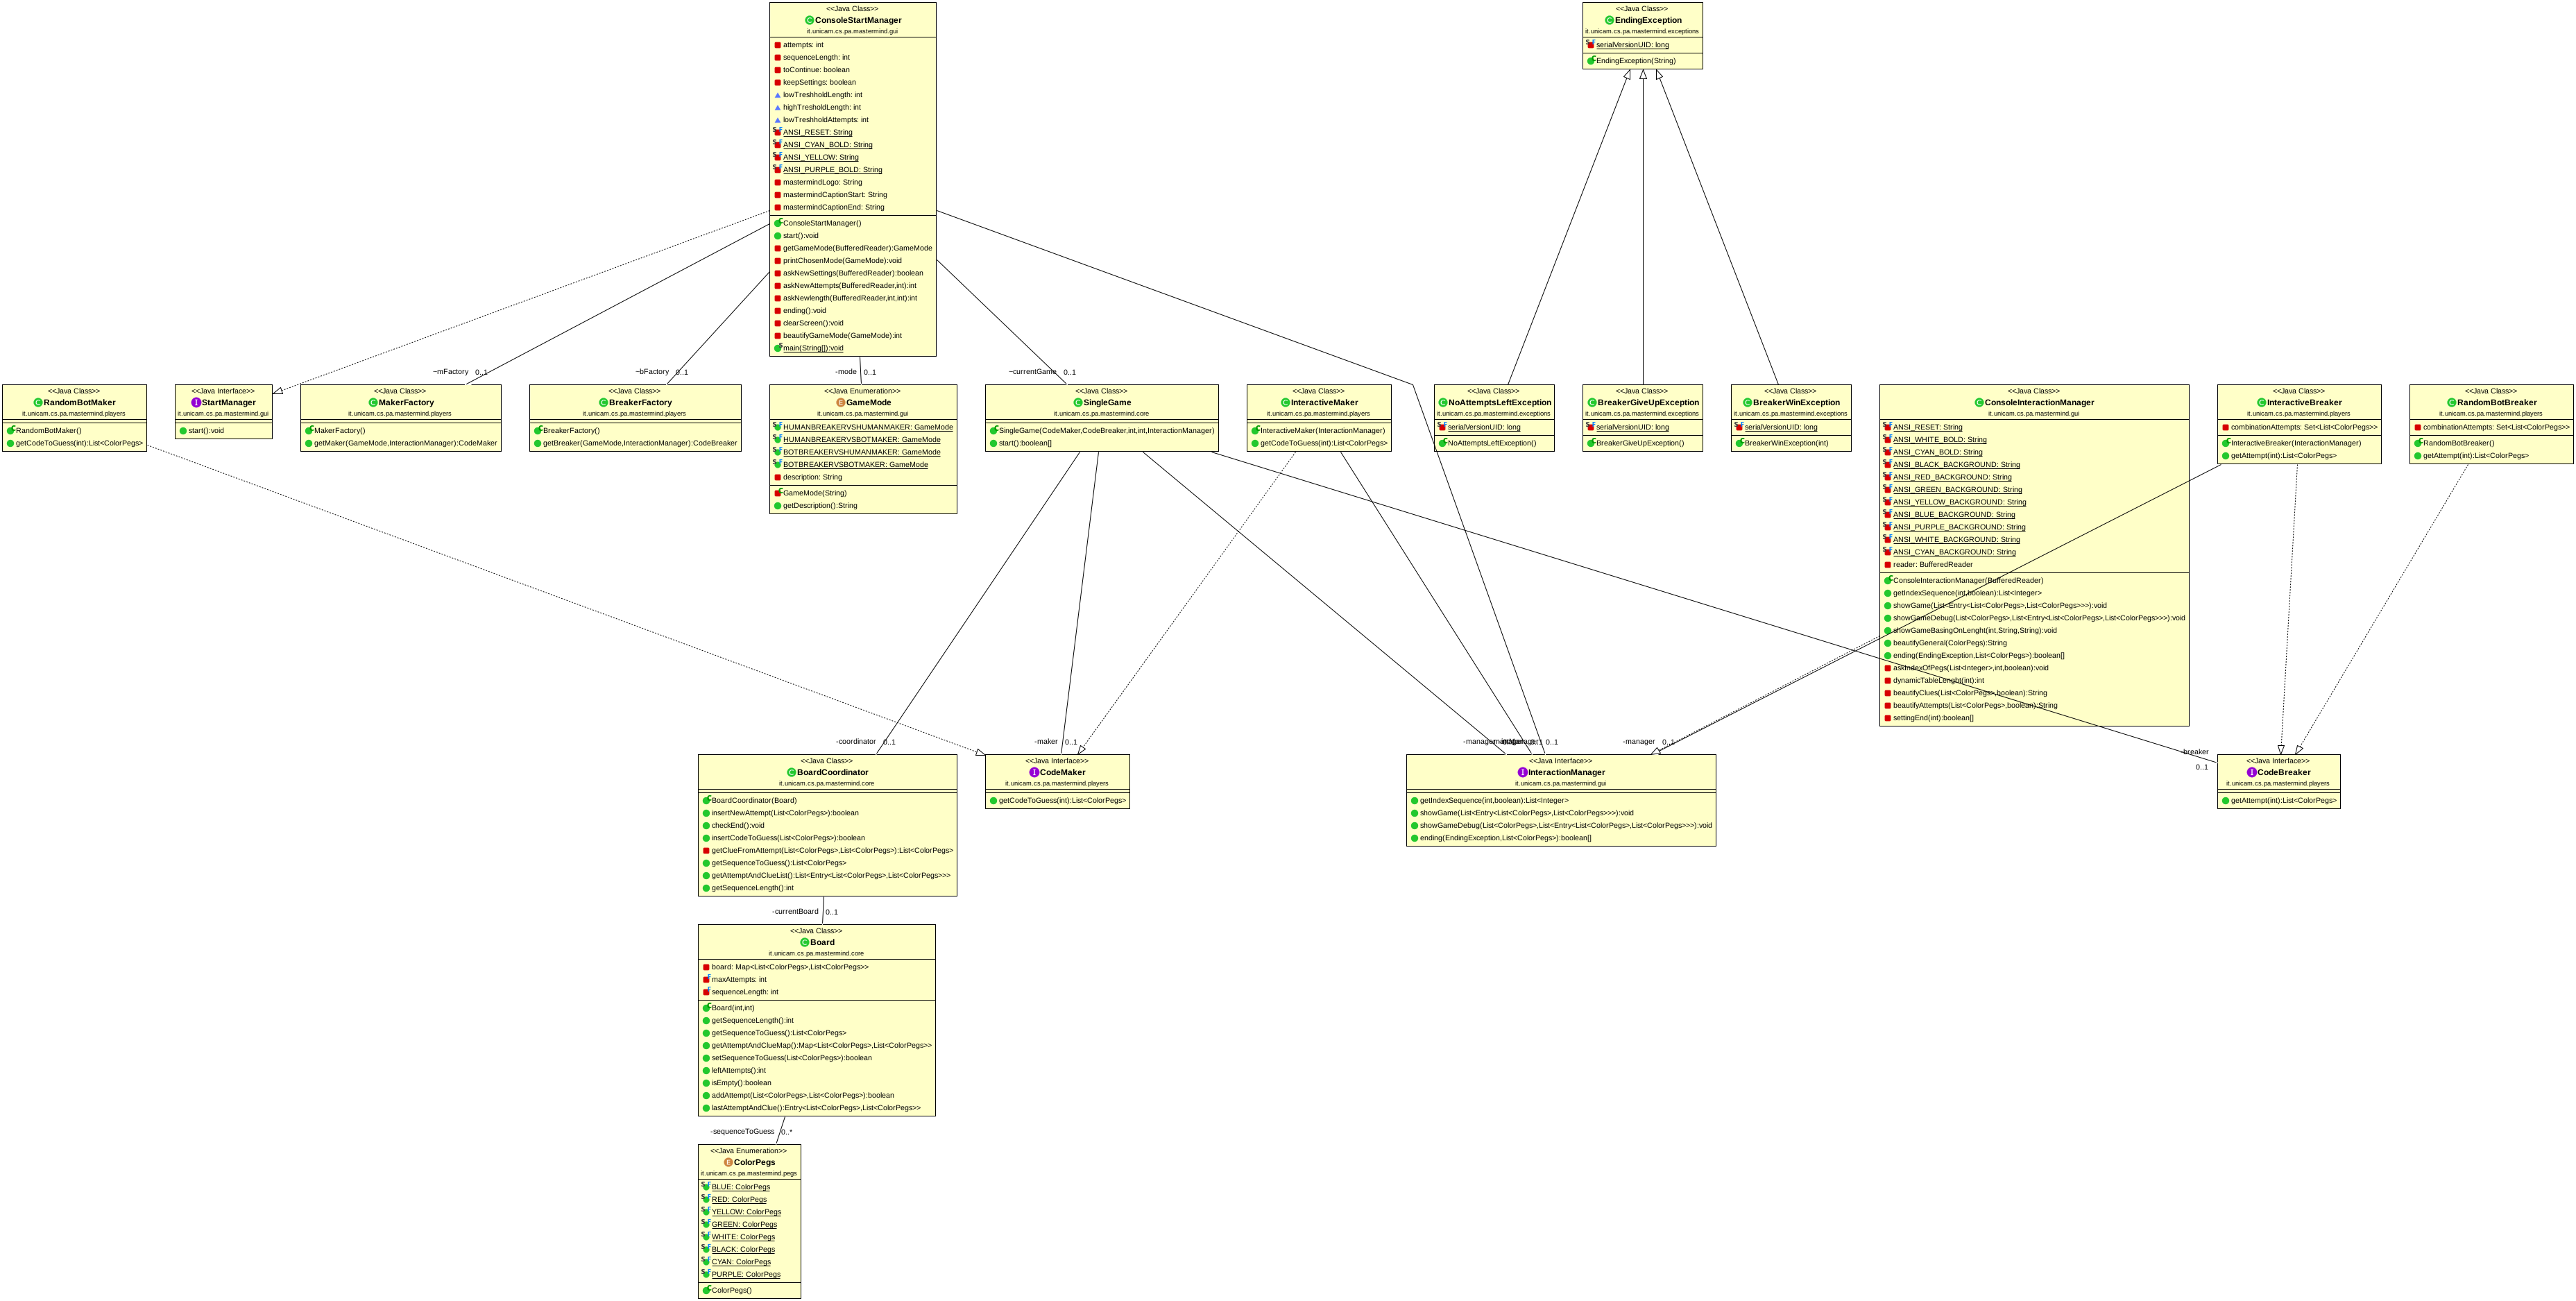 <<Java Class>>
ConsoleStartManager
it.unicam.cs.pa.mastermind.gui
attempts: int
sequenceLength: int
toContinue: boolean
keepSettings: boolean
lowTreshholdLength: int
highTresholdLength: int
lowTreshholdAttempts: int
ANSI_RESET: String
ANSI_CYAN_BOLD: String
ANSI_YELLOW: String
ANSI_PURPLE_BOLD: String
mastermindLogo: String
mastermindCaptionStart: String
mastermindCaptionEnd: String
ConsoleStartManager()
start():void
getGameMode(BufferedReader):GameMode
printChosenMode(GameMode):void
askNewSettings(BufferedReader):boolean
askNewAttempts(BufferedReader,int):int
askNewlength(BufferedReader,int,int):int
ending():void
clearScreen():void
beautifyGameMode(GameMode):int
main(String[]):void
<<Java Class>>
EndingException
it.unicam.cs.pa.mastermind.exceptions
serialVersionUID: long
EndingException(String)
~mFactory 0..1
~bFactory 0..1
-mode 0..1
~currentGame 0..1
<<Java Class>>
RandomBotMaker
it.unicam.cs.pa.mastermind.players
RandomBotMaker()
getCodeToGuess(int):List<ColorPegs>
<<Java Interface>>
StartManager
it.unicam.cs.pa.mastermind.gui
start():void
<<Java Class>>
MakerFactory
it.unicam.cs.pa.mastermind.players
MakerFactory()
getMaker(GameMode,InteractionManager):CodeMaker
<<Java Class>>
BreakerFactory
it.unicam.cs.pa.mastermind.players
BreakerFactory()
getBreaker(GameMode,InteractionManager):CodeBreaker
<<Java Enumeration>>
GameMode
it.unicam.cs.pa.mastermind.gui
HUMANBREAKERVSHUMANMAKER: GameMode
HUMANBREAKERVSBOTMAKER: GameMode
BOTBREAKERVSHUMANMAKER: GameMode
BOTBREAKERVSBOTMAKER: GameMode
description: String
GameMode(String)
getDescription():String
<<Java Class>>
SingleGame
it.unicam.cs.pa.mastermind.core
SingleGame(CodeMaker,CodeBreaker,int,int,InteractionManager)
start():boolean[]
<<Java Class>>
InteractiveMaker
it.unicam.cs.pa.mastermind.players
InteractiveMaker(InteractionManager)
getCodeToGuess(int):List<ColorPegs>
<<Java Class>>
NoAttemptsLeftException
it.unicam.cs.pa.mastermind.exceptions
serialVersionUID: long
NoAttemptsLeftException()
<<Java Class>>
BreakerGiveUpException
it.unicam.cs.pa.mastermind.exceptions
serialVersionUID: long
BreakerGiveUpException()
<<Java Class>>
BreakerWinException
it.unicam.cs.pa.mastermind.exceptions
serialVersionUID: long
BreakerWinException(int)
<<Java Class>>
ConsoleInteractionManager
it.unicam.cs.pa.mastermind.gui
ANSI_RESET: String
ANSI_WHITE_BOLD: String
ANSI_CYAN_BOLD: String
ANSI_BLACK_BACKGROUND: String
ANSI_RED_BACKGROUND: String
ANSI_GREEN_BACKGROUND: String
ANSI_YELLOW_BACKGROUND: String
ANSI_BLUE_BACKGROUND: String
ANSI_PURPLE_BACKGROUND: String
ANSI_WHITE_BACKGROUND: String
ANSI_CYAN_BACKGROUND: String
reader: BufferedReader
ConsoleInteractionManager(BufferedReader)
getIndexSequence(int,boolean):List<Integer>
showGame(List<Entry<List<ColorPegs>,List<ColorPegs>>>):void
showGameDebug(List<ColorPegs>,List<Entry<List<ColorPegs>,List<ColorPegs>>>):void
showGameBasingOnLenght(int,String,String):void
beautifyGeneral(ColorPegs):String
ending(EndingException,List<ColorPegs>):boolean[]
askIndexOfPegs(List<Integer>,int,boolean):void
dynamicTableLenght(int):int
beautifyClues(List<ColorPegs>,boolean):String
beautifyAttempts(List<ColorPegs>,boolean):String
settingEnd(int):boolean[]
<<Java Class>>
InteractiveBreaker
it.unicam.cs.pa.mastermind.players
combinationAttempts: Set<List<ColorPegs>>
InteractiveBreaker(InteractionManager)
getAttempt(int):List<ColorPegs>
<<Java Class>>
RandomBotBreaker
it.unicam.cs.pa.mastermind.players
combinationAttempts: Set<List<ColorPegs>>
RandomBotBreaker()
getAttempt(int):List<ColorPegs>
-coordinator 0..1
-maker 0..1
-manager 0..1
-manager 0..1
-breaker
0..1
<<Java Class>>
BoardCoordinator
it.unicam.cs.pa.mastermind.core
BoardCoordinator(Board)
insertNewAttempt(List<ColorPegs>):boolean
checkEnd():void
insertCodeToGuess(List<ColorPegs>):boolean
getClueFromAttempt(List<ColorPegs>,List<ColorPegs>):List<ColorPegs>
getSequenceToGuess():List<ColorPegs>
getAttemptAndClueList():List<Entry<List<ColorPegs>,List<ColorPegs>>>
getSequenceLength():int
<<Java Interface>>
CodeMaker
it.unicam.cs.pa.mastermind.players
getCodeToGuess(int):List<ColorPegs>
<<Java Interface>>
InteractionManager
it.unicam.cs.pa.mastermind.gui
getIndexSequence(int,boolean):List<Integer>
showGame(List<Entry<List<ColorPegs>,List<ColorPegs>>>):void
showGameDebug(List<ColorPegs>,List<Entry<List<ColorPegs>,List<ColorPegs>>>):void
ending(EndingException,List<ColorPegs>):boolean[]
<<Java Interface>>
CodeBreaker
it.unicam.cs.pa.mastermind.players
getAttempt(int):List<ColorPegs>
-currentBoard 0..1
<<Java Class>>
Board
it.unicam.cs.pa.mastermind.core
board: Map<List<ColorPegs>,List<ColorPegs>>
maxAttempts: int
sequenceLength: int
Board(int,int)
getSequenceLength():int
getSequenceToGuess():List<ColorPegs>
getAttemptAndClueMap():Map<List<ColorPegs>,List<ColorPegs>>
setSequenceToGuess(List<ColorPegs>):boolean
leftAttempts():int
isEmpty():boolean
addAttempt(List<ColorPegs>,List<ColorPegs>):boolean
lastAttemptAndClue():Entry<List<ColorPegs>,List<ColorPegs>>
-sequenceToGuess 0..*
<<Java Enumeration>>
ColorPegs
it.unicam.cs.pa.mastermind.pegs
BLUE: ColorPegs
RED: ColorPegs
YELLOW: ColorPegs
GREEN: ColorPegs
WHITE: ColorPegs
BLACK: ColorPegs
CYAN: ColorPegs
PURPLE: ColorPegs
ColorPegs()